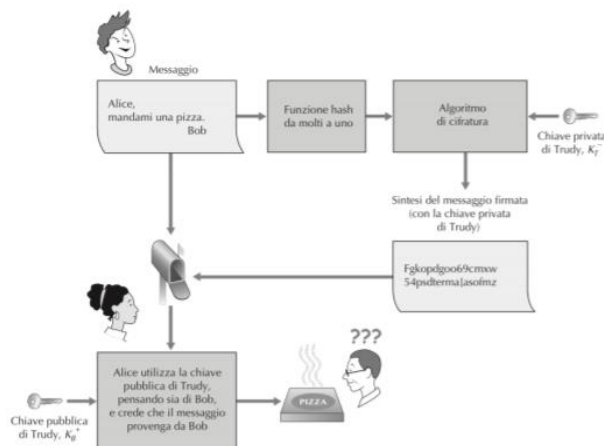 Messaggio
Alice,
mandami una pizza.
Bob
Funzione hash
da molti a uno
Algoritmo
di cifratura
Chiave privata
di Trudy, K_T^-
Sintesi del messaggio firmata
(con la chiave privata
di Trudy)
Fgkopdgoo69cmxw
54psdterma[asofmz
???
Alice utilizza la chiave
pubblica di Trudy,
pensando sia di Bob,
e crede che il messaggio
provenga da Bob
PIZZA
Chiave pubblica
di Trudy, K_B^+